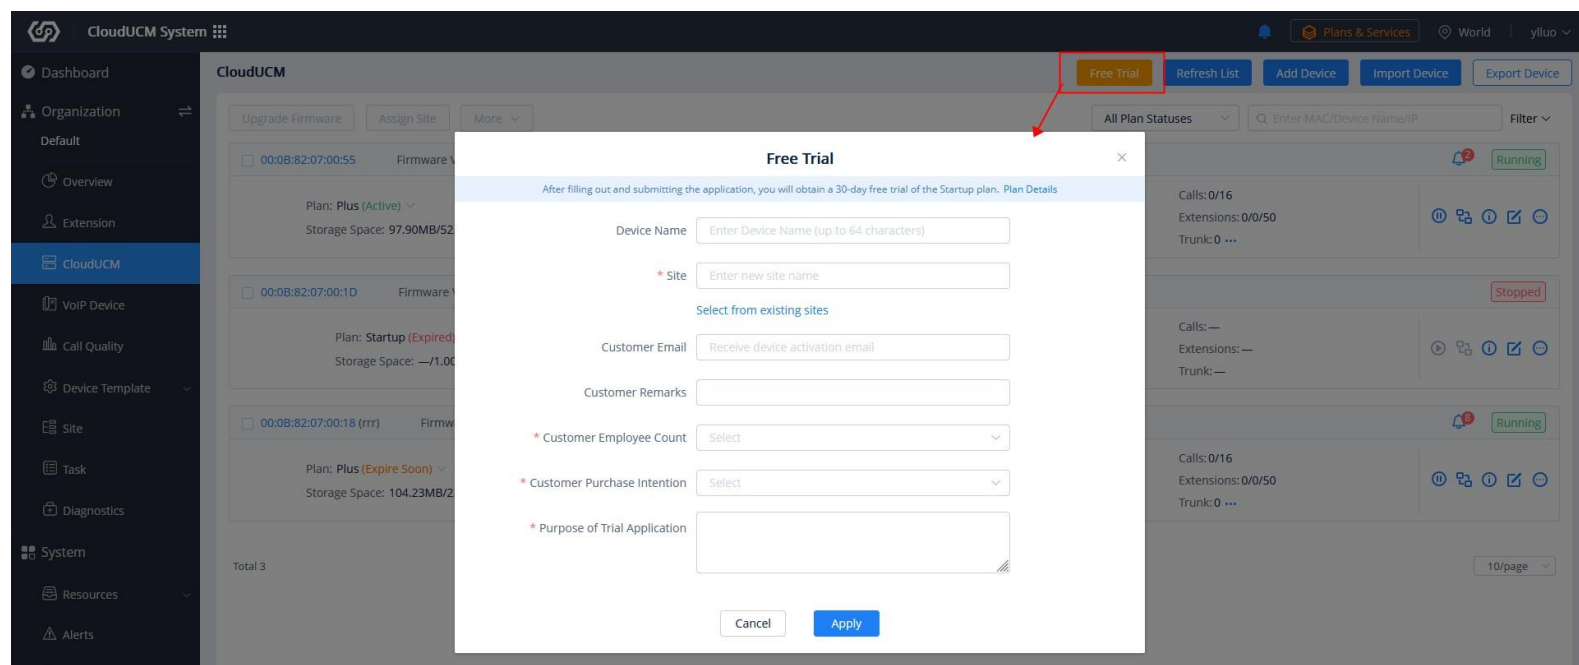 CloudUCM System
Plans & Services
World
ylluo
Dashboard
CloudUCM
Free Trial
Refresh List
Add Device
Import Device
Export Device
Organization
Default
Upgrade Firmware
Assign Site
More
All Plan Statuses
Enter MAC/Device Name/IP
Filter
Overview
Extension
CloudUCM
VoIP Device
Call Quality
Device Template
Site
Task
Diagnostics
System
Resources
Alerts
00:0B:82:07:00:55
Firmware V
2
Running
Plan: Plus (Active)
Storage Space: 97.90MB/52
Calls: 0/16
Extensions: 0/0/50
Trunk: 0 ···
00:0B:82:07:00:1D
Firmware
Stopped
Plan: Startup (Expired)
Storage Space: —/1.00
Calls: —
Extensions: —
Trunk: —
00:0B:82:07:00:18 (rrr)
Firmw
8
Running
Plan: Plus (Expire Soon)
Storage Space: 104.23MB/2
Calls: 0/16
Extensions: 0/0/50
Trunk: 0 ···
Total 3
10/page
Free Trial
After filling out and submitting the application, you will obtain a 30-day free trial of the Startup plan. Plan Details
Device Name
Enter Device Name (up to 64 characters)
* Site
Enter new site name
Select from existing sites
Customer Email
Receive device activation email
Customer Remarks
* Customer Employee Count
Select
* Customer Purchase Intention
Select
* Purpose of Trial Application
Cancel
Apply